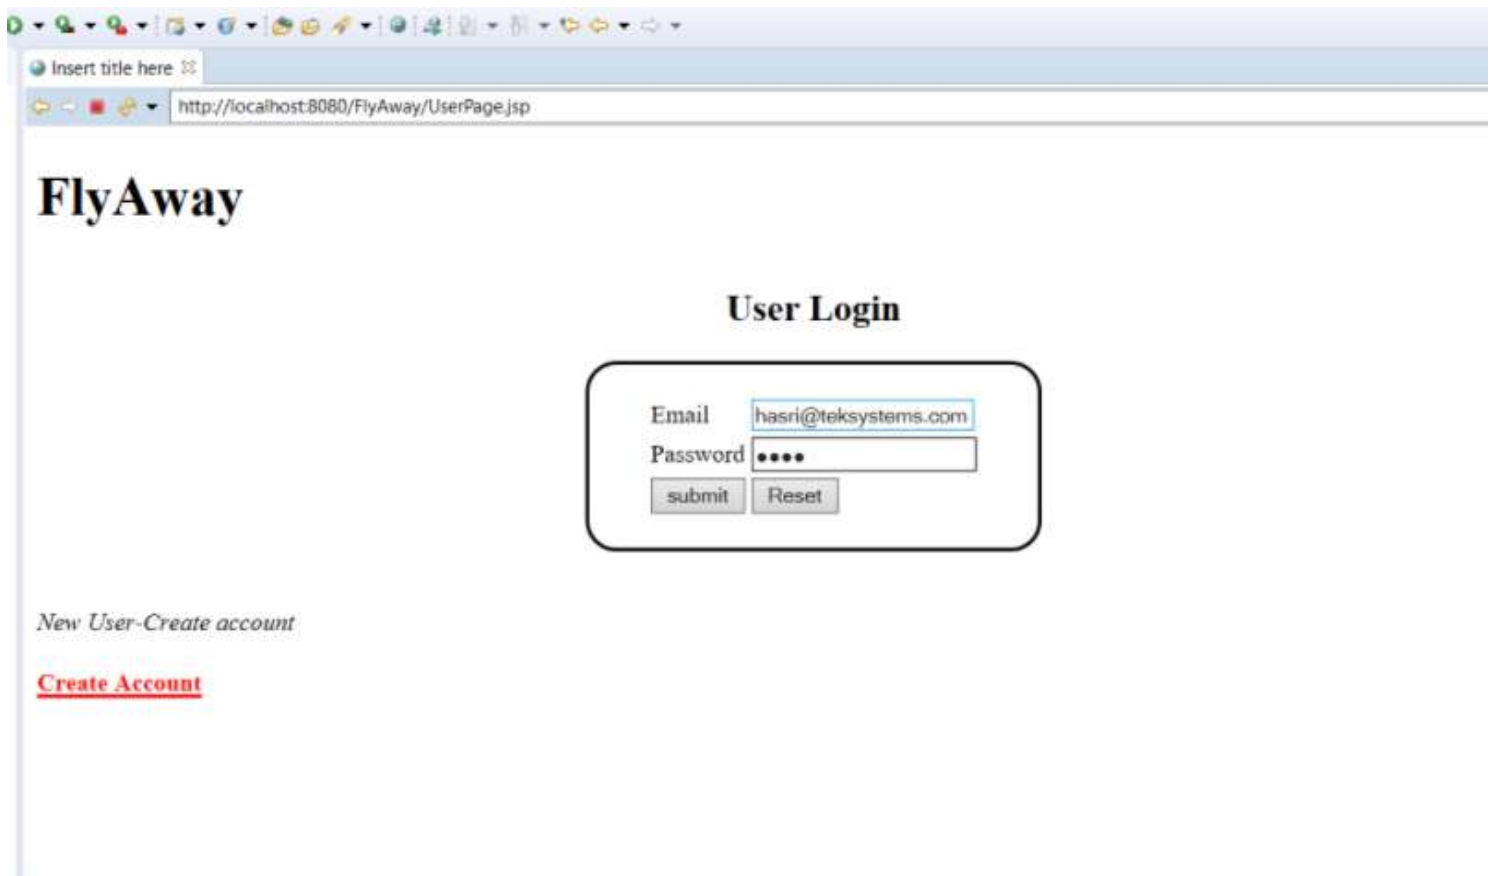 Insert title here
http://localhost:8080/FlyAway/UserPage.jsp
FlyAway
User Login
Email hasri@teksystems.com
Password ••••
submit Reset
New User-Create account
Create Account